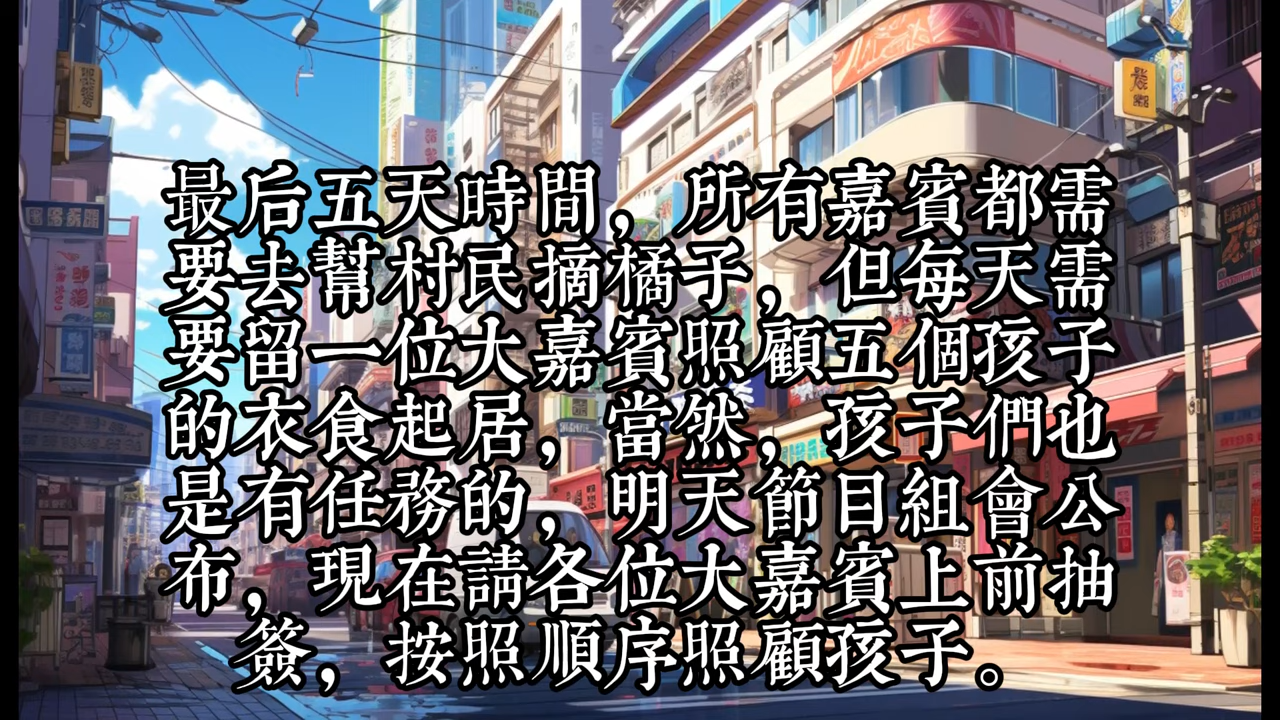 最后五天時間，所有嘉賓都需
要去幫村民摘橘子，但每天需
要留一位大嘉賓照顧五個孩子
的衣食起居，當然，孩子們也
是有任務的，明天節目組會公
布，現在請各位大嘉賓上前抽
簽，按照順序照顧孩子。